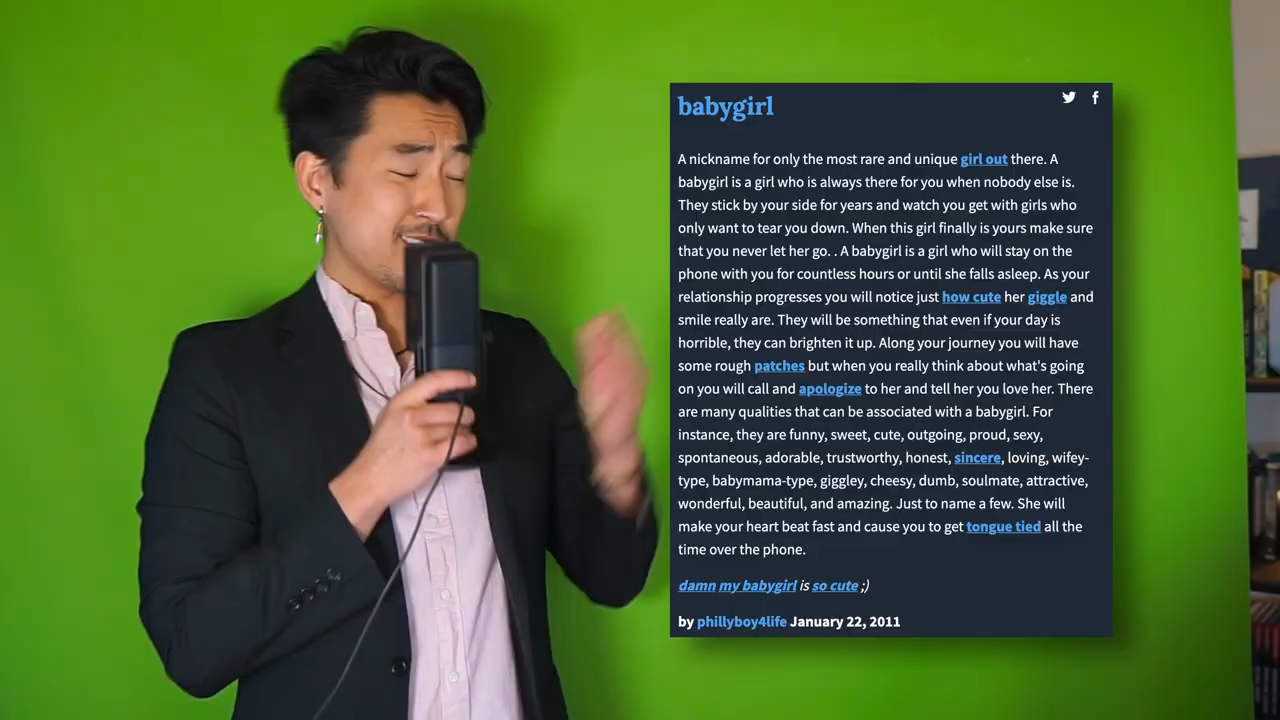 babygirl
A nickname for only the most rare and unique girl out there. A
babygirl is a girl who is always there for you when nobody else is.
They stick by your side for years and watch you get with girls who
only want to tear you down. When this girl finally is yours make sure
that you never let her go. . A babygirl is a girl who will stay on the
phone with you for countless hours or until she falls asleep. As your
relationship progresses you will notice just how cute her giggle and
smile really are. They will be something that even if your day is
horrible, they can brighten it up. Along your journey you will have
some rough patches but when you really think about what's going
on you will call and apologize to her and tell her you love her. There
are many qualities that can be associated with a babygirl. For
instance, they are funny, sweet, cute, outgoing, proud, sexy,
spontaneous, adorable, trustworthy, honest, sincere, loving, wifey-
type, babymama-type, giggley, cheesy, dumb, soulmate, attractive,
wonderful, beautiful, and amazing. Just to name a few. She will
make your heart beat fast and cause you to get tongue tied all the
time over the phone.
damn my babygirl is so cute ;)
by phillyboy4life January 22, 2011